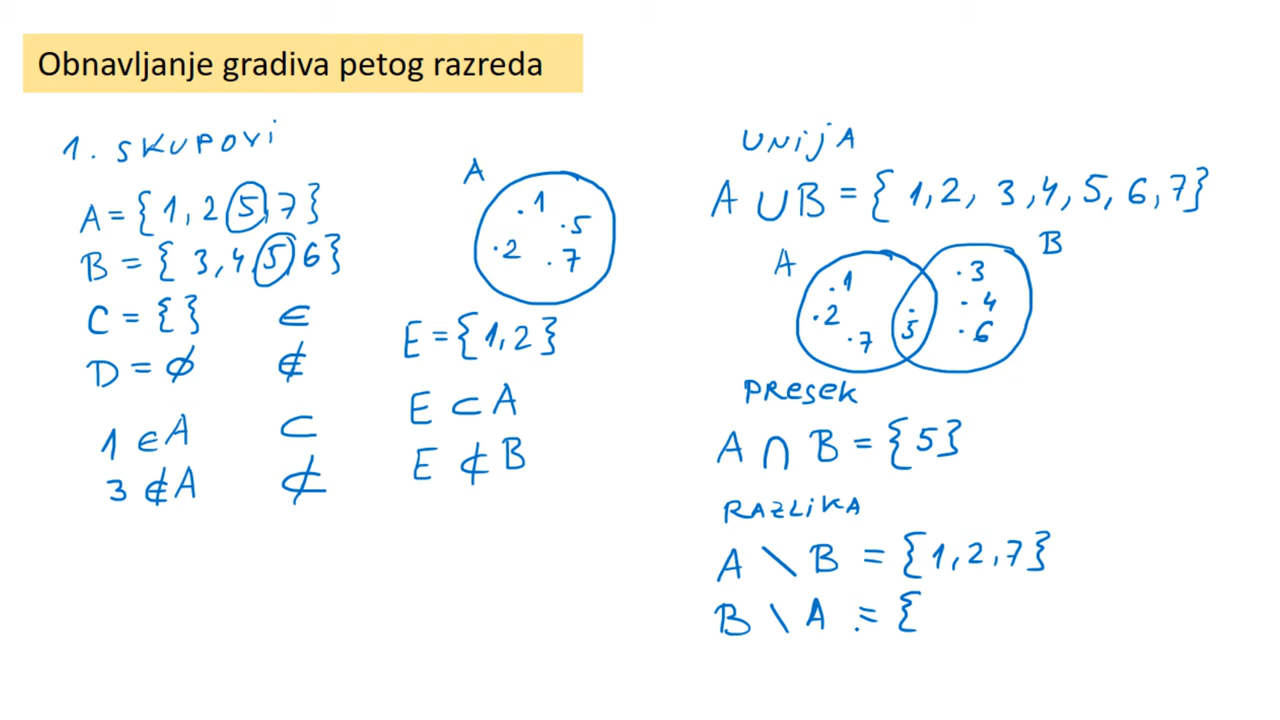 Obnavljanje gradiva petog razreda
1. SKUPOVI
A = { 1, 2 5, 7 }
B = { 3, 4, 5, 6 }
C = { }
D = ∅
1 ∈ A
3 ∉ A
∈
∉
⊂
⊄
A
. 1
. 5
. 2
. 7
E = { 1, 2 }
E ⊂ A
E ⊄ B
UNIJA
A ∪ B = { 1, 2, 3, 4, 5, 6, 7 }
A
B
. 1
. 2
. 7
. 5
. 3
. 4
. 6
PRESEK
A ∩ B = { 5 }
RAZLIKA
A \ B = { 1, 2, 7 }
B \ A = {